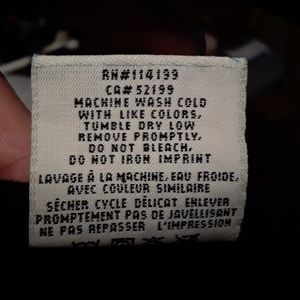 RN#114199
CA#52199
MACHINE WASH COLD
WITH LIKE COLORS,
TUMBLE DRY LOW
REMOVE PROMPTLY,
DO NOT BLEACH,
DO NOT IRON IMPRINT
LAVAGE À LA MACHINE, EAU FROIDE,
AVEC COULEUR SIMILAIRE
SÉCHER CYCLE DÉLICAT ENLEVER
PROMPTEMENT PAS DE JAVELLISANT
NE PAS REPASSER L'IMPRESSION